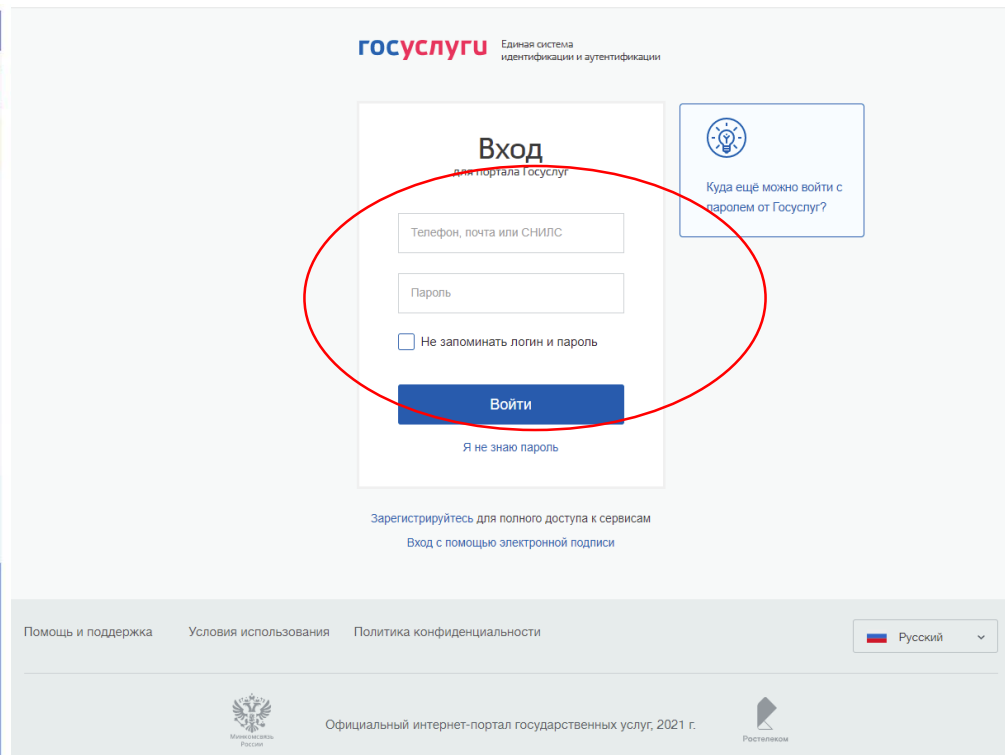 госуслуги
Единая система
идентификации и аутентификации
Вход
для портала Госуслуг
Куда ещё можно войти с
паролем от Госуслуг?
Телефон, почта или СНИЛС
Пароль
Не запоминать логин и пароль
Войти
Я не знаю пароль
Зарегистрируйтесь для полного доступа к сервисам
Вход с помощью электронной подписи
Помощь и поддержка Условия использования Политика конфиденциальности
Русский
Минкомсвязь
России
Официальный интернет-портал государственных услуг, 2021 г.
Ростелеком